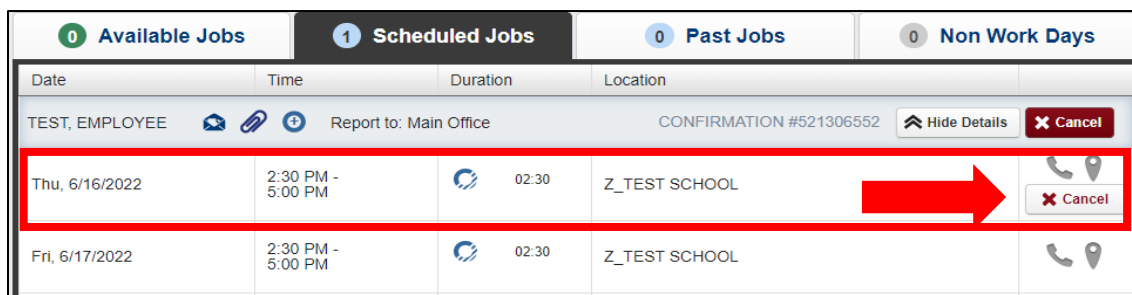 0 Available Jobs 1 Scheduled Jobs 0 Past Jobs 0 Non Work Days
Date Time Duration Location
TEST, EMPLOYEE Report to: Main Office CONFIRMATION #521306552 Hide Details Cancel
Thu, 6/16/2022 2:30 PM - 02:30 Z_TEST SCHOOL
5:00 PM
Cancel
Fri, 6/17/2022 2:30 PM - 02:30 Z_TEST SCHOOL
5:00 PM